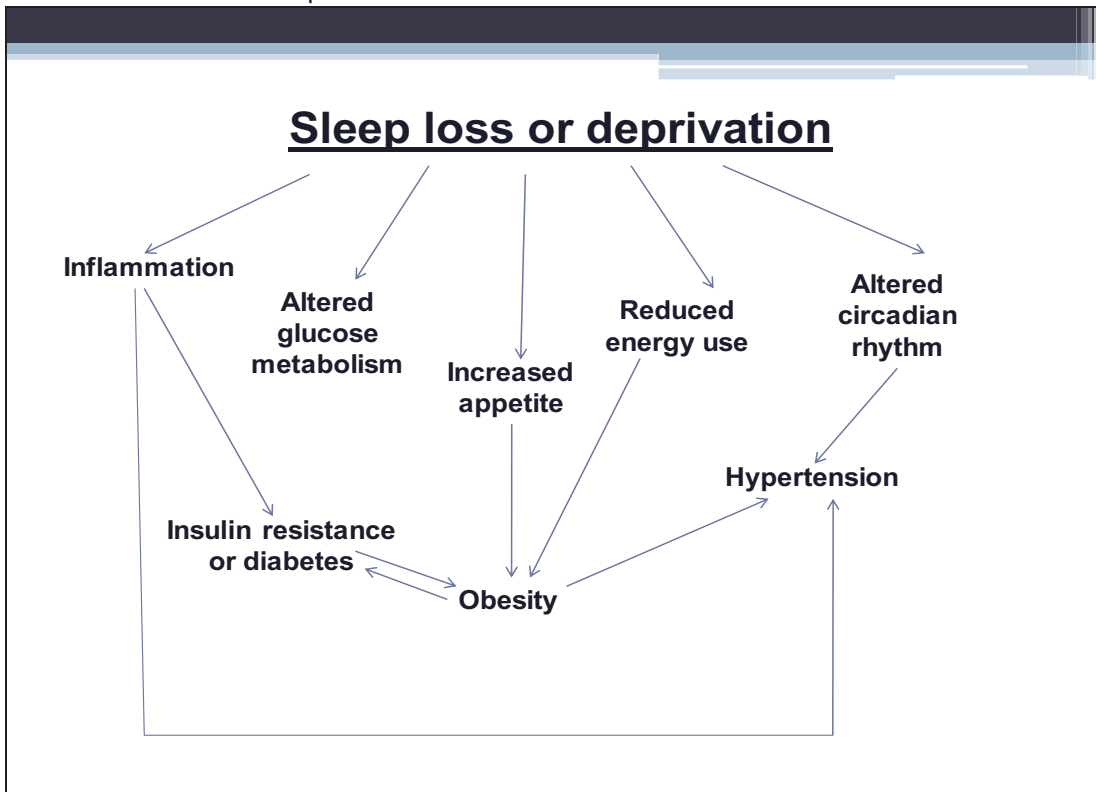 Sleep loss or deprivation
Inflammation
Altered
glucose
metabolism
Increased
appetite
Reduced
energy use
Altered
circadian
rhythm
Hypertension
Insulin resistance
or diabetes
Obesity